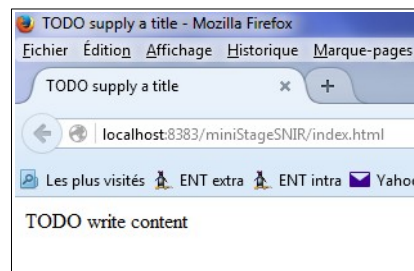 TODO supply a title - Mozilla Firefox
Fichier Édition Affichage Historique Marque-pages
TODO supply a title × +
localhost:8383/miniStageSNIR/index.html
Les plus visités ENT extra ENT intra Yahoo
TODO write content